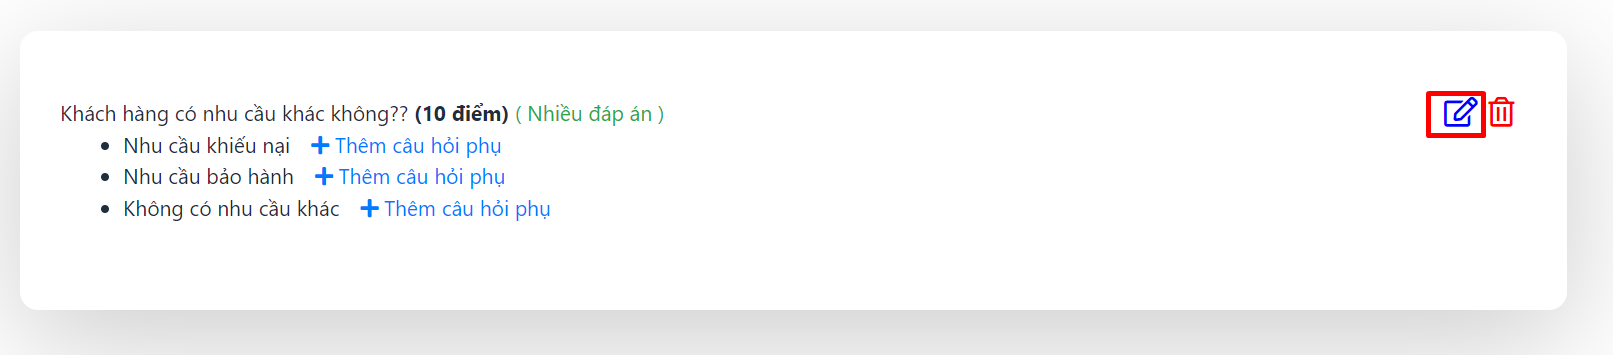 Khách hàng có nhu cầu khác không?? (10 điểm) ( Nhiều đáp án )
Nhu cầu khiếu nại Thêm câu hỏi phụ
Nhu cầu bảo hành Thêm câu hỏi phụ
Không có nhu cầu khác Thêm câu hỏi phụ